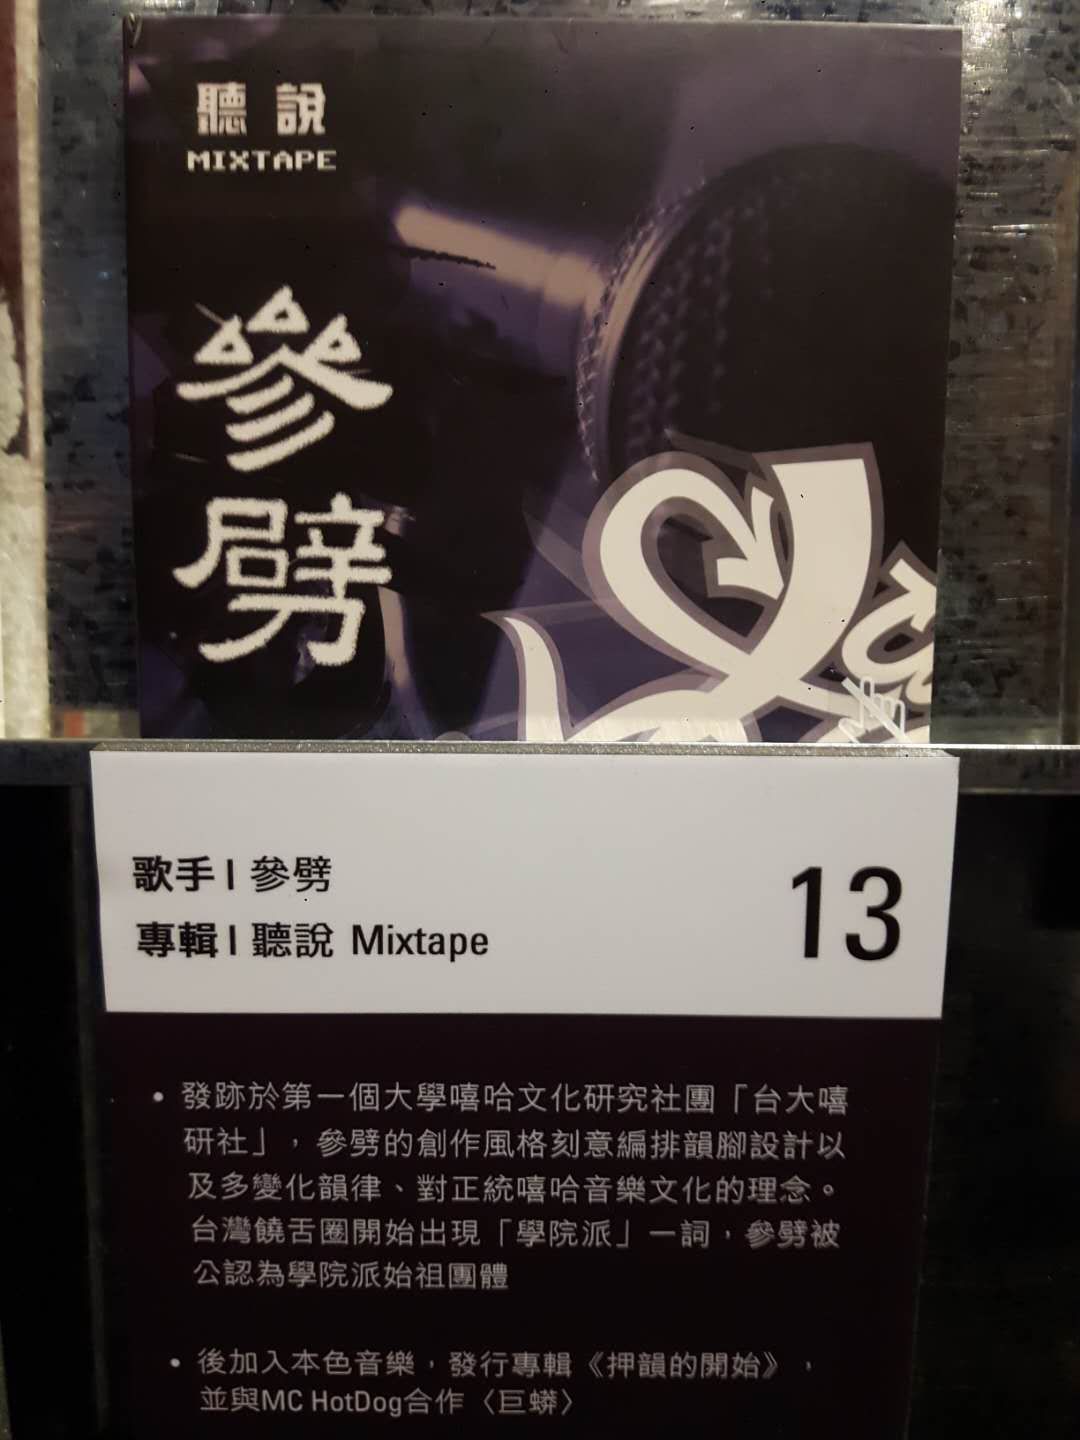 聽說
MIXTAPE
參
劈
歌手 | 參劈
專輯 | 聽說 Mixtape
13
• 發跡於第一個大學嘻哈文化研究社團「台大嘻
研社」，參劈的創作風格刻意編排韻腳設計以
及多變化韻律、對正統嘻哈音樂文化的理念。
台灣饒舌圈開始出現「學院派」一詞，參劈被
公認為學院派始祖團體
• 後加入本色音樂，發行專輯《押韻的開始》，
並與MC HotDog合作〈巨蟒〉